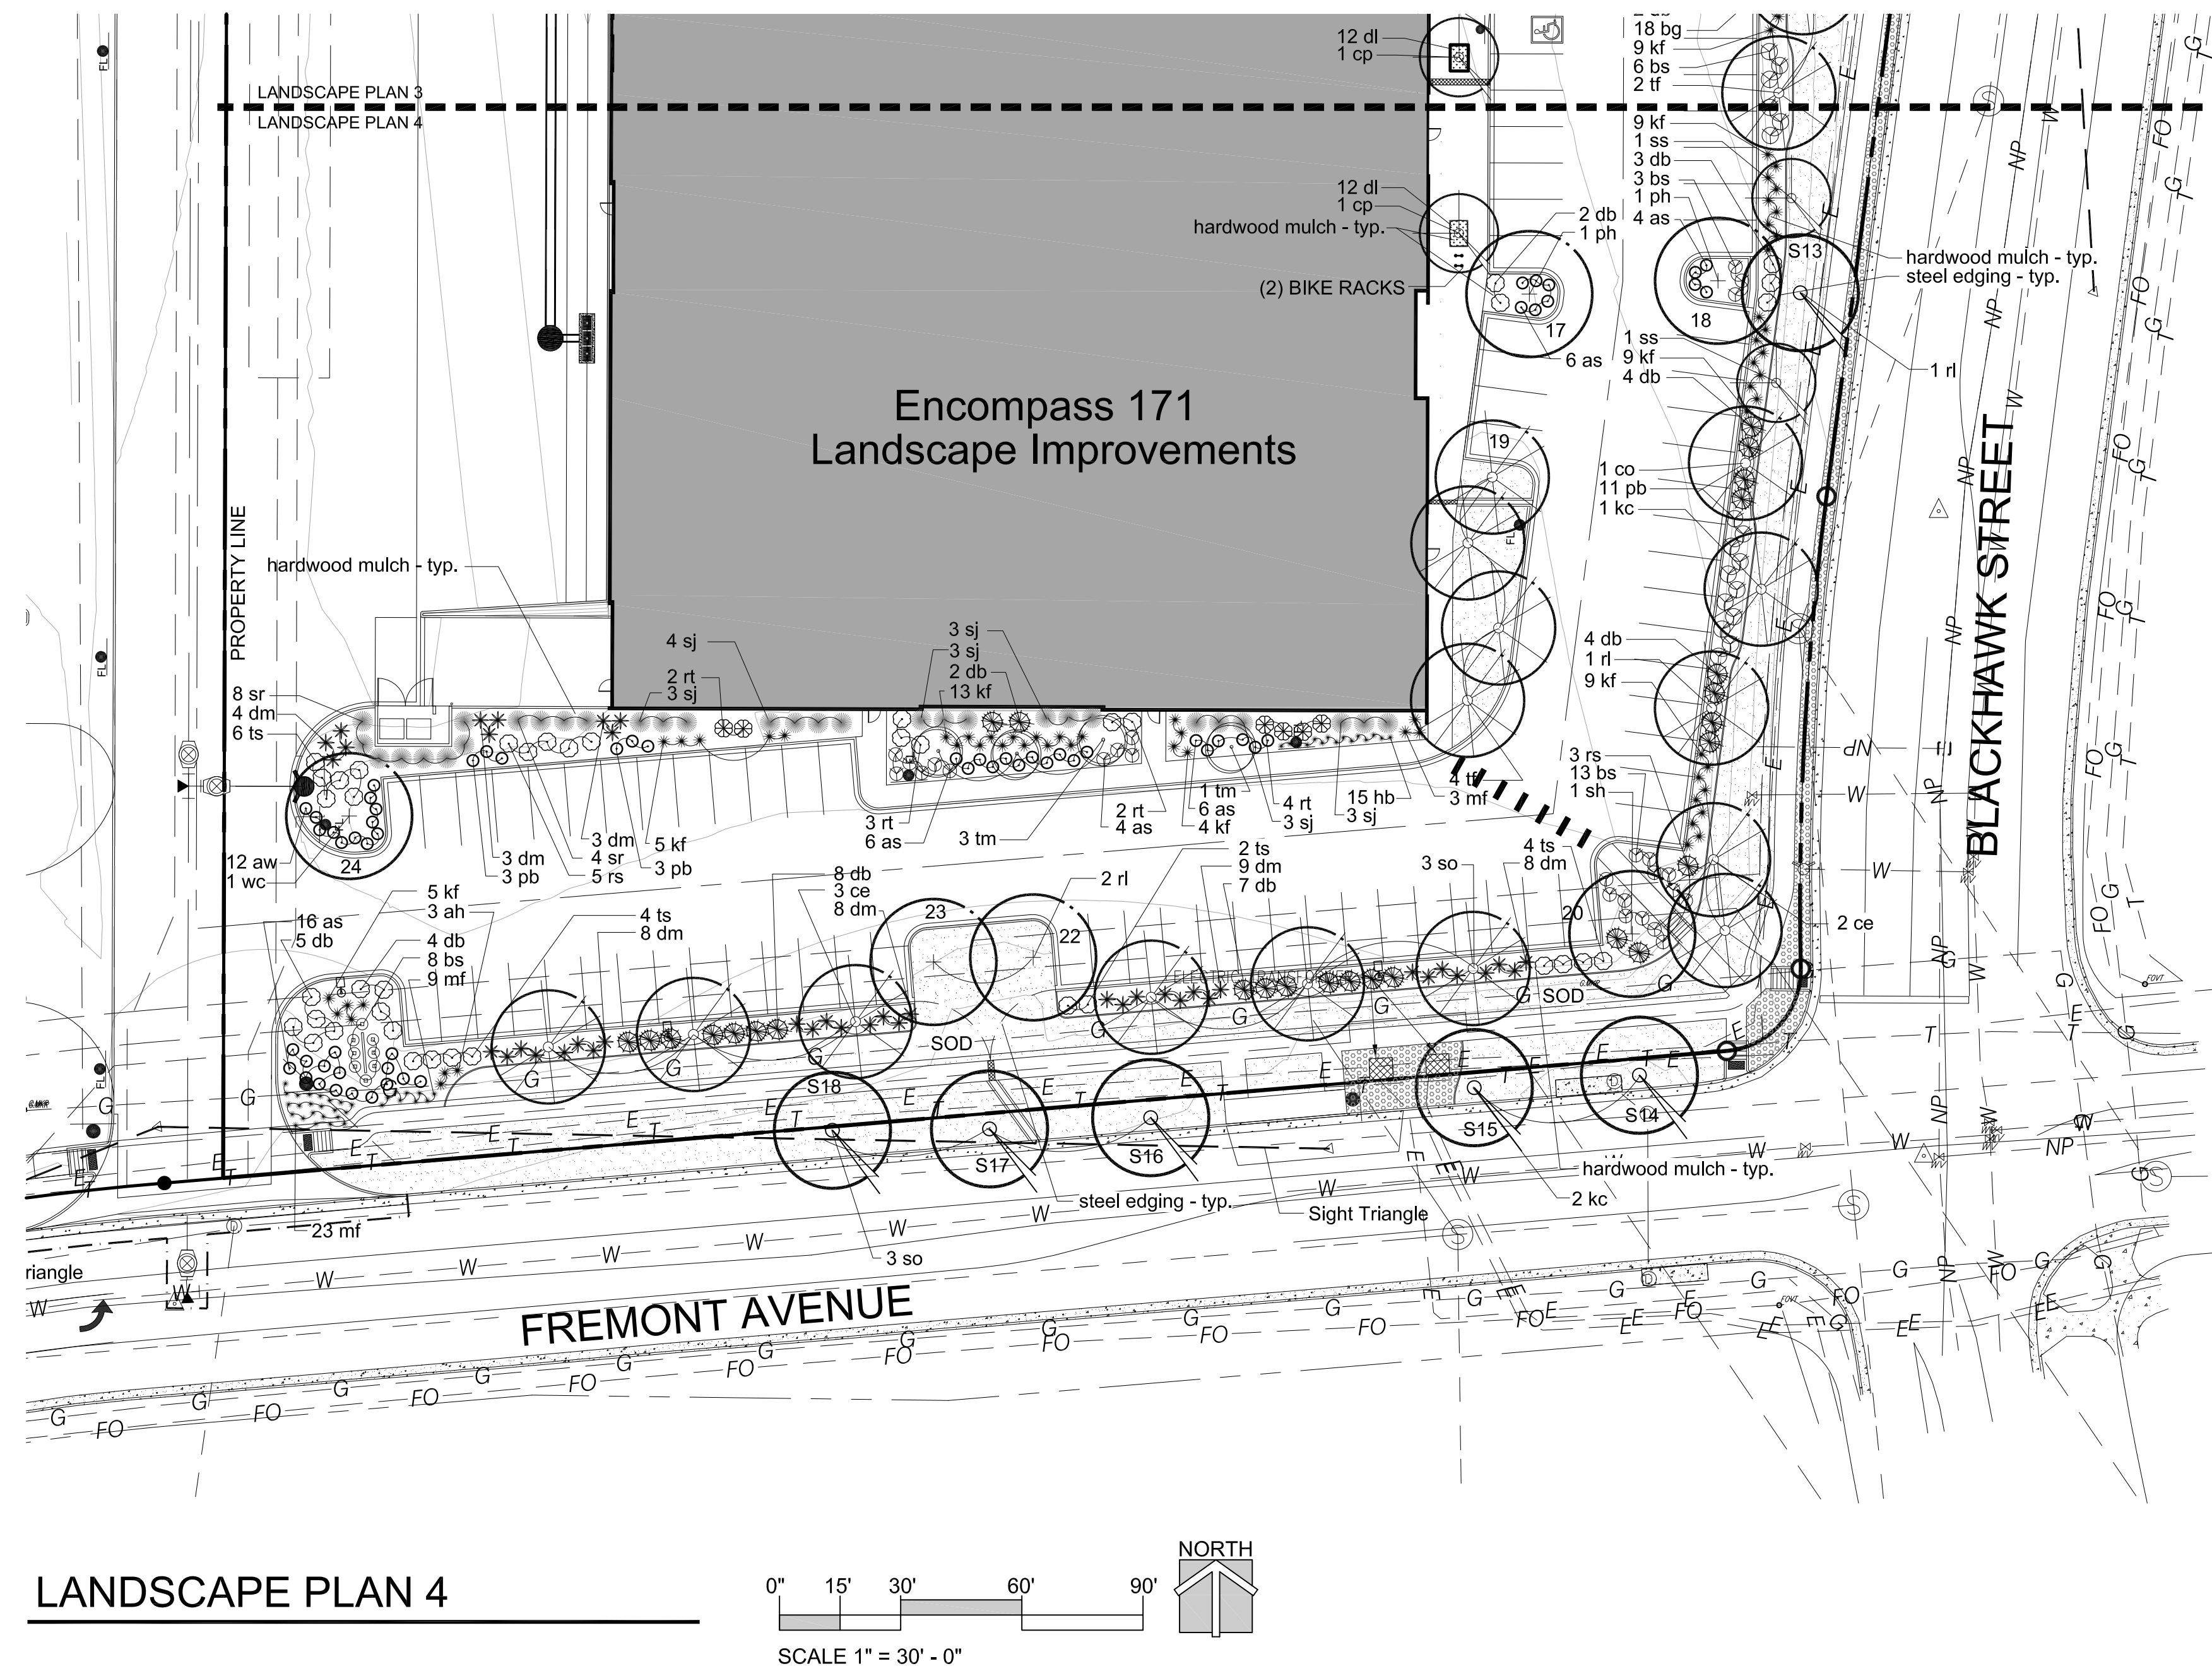 LANDSCAPE PLAN 3
LANDSCAPE PLAN 4
12 dl
1 cp
18 bg
9 kf
6 bs
2 tf
9 kf
1 ss
3 db
3 bs
1 ph
4 as
12 dl
1 cp
hardwood mulch - typ.
(2) BIKE RACKS
2 db
1 ph
17
6 as
18
S13
hardwood mulch - typ.
steel edging - typ.
1 rl
1 ss
9 kf
4 db
Encompass 171
Landscape Improvements
19
1 co
11 pb
1 kc
BLACKHAWK STREET
PROPERTY LINE
hardwood mulch - typ.
4 sj
2 rt
3 sj
3 sj
3 sj
2 db
13 kf
4 db
1 rl
9 kf
8 sr
4 dm
6 ts
12 aw
1 wc
24
3 dm
3 pb
3 dm
4 sr
5 rs
5 kf
3 pb
3 rt
6 as
3 tm
2 rt
4 as
1 tm
6 as
4 kf
4 rt
3 sj
15 hb
3 sj
4 tf
3 mf
3 rs
13 bs
1 sh
16 as
5 db
5 kf
3 ah
4 db
8 bs
9 mf
4 ts
8 dm
8 db
3 ce
8 dm
23
2 rl
22
2 ts
9 dm
7 db
3 so
4 ts
8 dm
20
2 ce
SOD
SOD
S18
S17
S16
S15
S14
23 mf
3 so
steel edging - typ.
Sight Triangle
hardwood mulch - typ.
2 kc
riangle
FREMONT AVENUE
FL
FL
FL
FL
W
G
E
T
FO
NP
S
D
LANDSCAPE PLAN 4
0" 15' 30' 60' 90'
SCALE 1" = 30' - 0"
NORTH